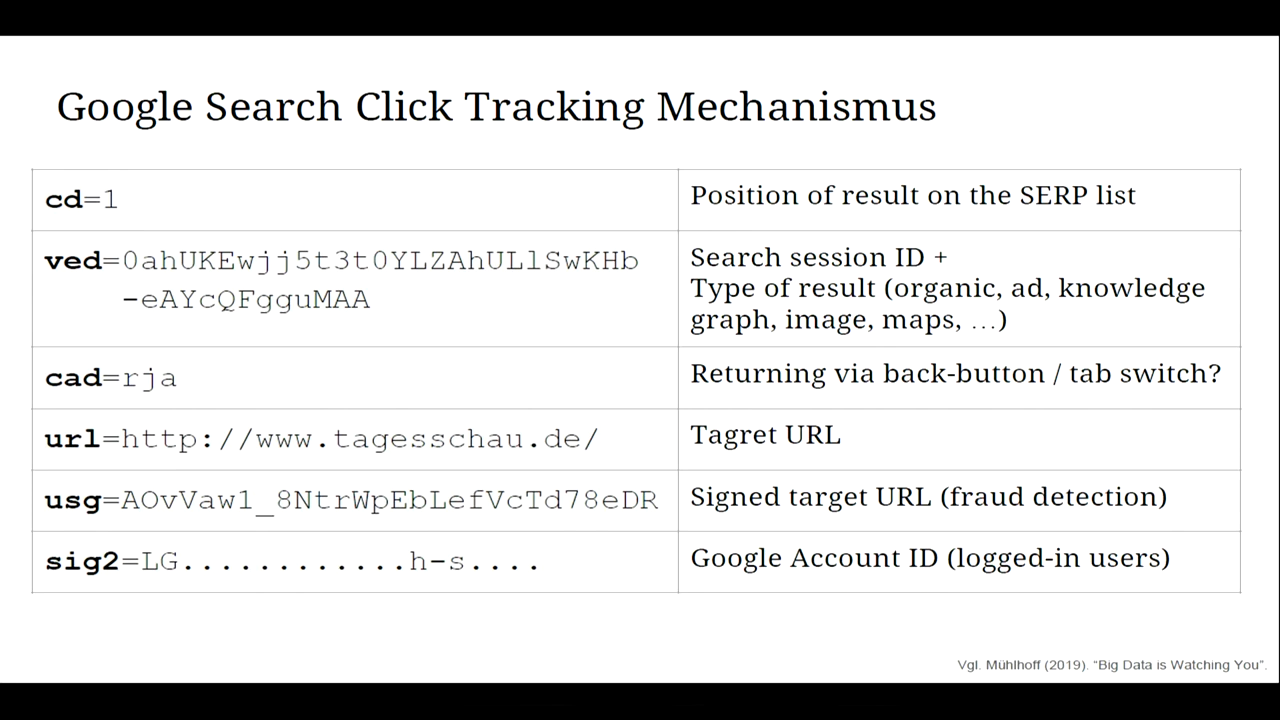 Google Search Click Tracking Mechanismus
cd=1
Position of result on the SERP list
ved=0ahUKEwjj5t3t0YLZAhULlSwKHb
-eAYcQFgguMAA
Search session ID +
Type of result (organic, ad, knowledge
graph, image, maps, …)
cad=rja
Returning via back-button / tab switch?
url=http://www.tagesschau.de/
Tagret URL
usg=AOvVaw1_8NtrWpEbLefVcTd78eDR
Signed target URL (fraud detection)
sig2=LG............h-s....
Google Account ID (logged-in users)
Vgl. Mühlhoff (2019). "Big Data is Watching You".